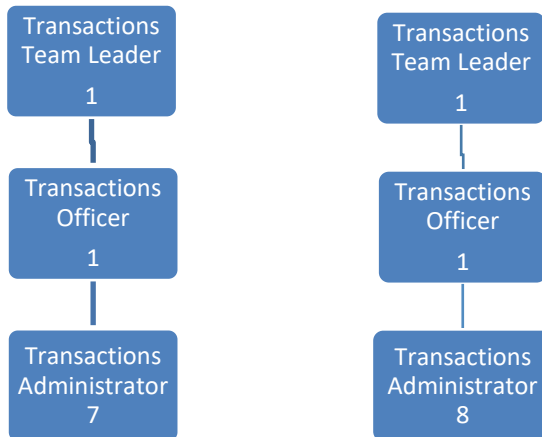 Transactions
Team Leader
1
Transactions
Officer
1
Transactions
Administrator
7
Transactions
Team Leader
1
Transactions
Officer
1
Transactions
Administrator
8